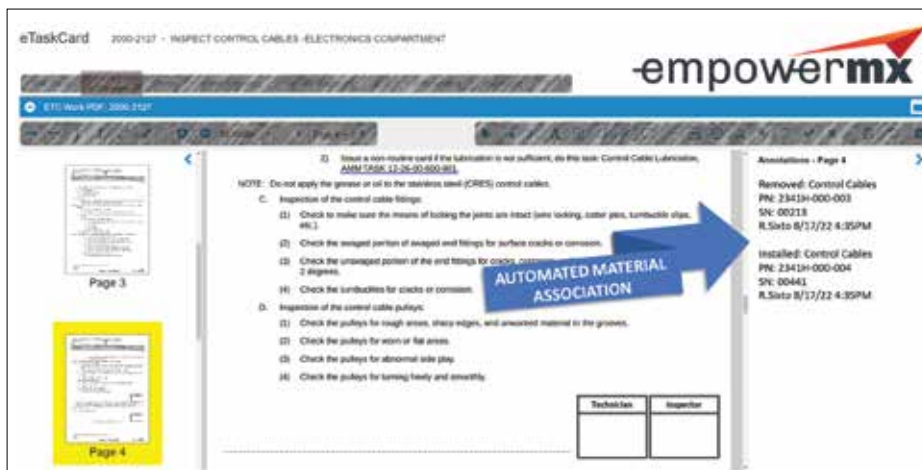 eTaskCard 2000-2127 - INSPECT CONTROL CABLES -ELECTRONICS COMPARTMENT
empowermx
ETC Work PDF: 2000-2127
2) Issue a non-routine card if the lubrication is not sufficient, do this task: Control Cable Lubrication,
AMM TASK 12-26-00-600-801.
NOTE: Do not apply the grease or oil to the stainless steel (CRES) control cables.
C. Inspection of the control cable fittings:
(1) Check to make sure the means of locking the joints are intact (wire locking, cotter pins, turnbuckle clips,
etc.).
(2) Check the swaged portion of swaged end fittings for surface cracks or corrosion.
(3) Check the unswaged portion of the end fittings for cracks,
2 degrees.
(4) Check the turnbuckles for cracks or corrosion.
D. Inspection of the control cable pulleys:
(1) Check the pulleys for rough areas, sharp edges, and unwanted material in the grooves.
(2) Check the pulleys for worn or flat areas.
(3) Check the pulleys for abnormal side play.
(4) Check the pulleys for turning freely and smoothly.
Technician Inspector
AUTOMATED MATERIAL
ASSOCIATION
Page 3
Page 4
Annotations - Page 4
Removed: Control Cables
PN: 2341H-000-003
SN: 00213
R.Sixto 8/17/22 4:35PM
Installed: Control Cables
PN: 2341H-000-004
SN: 00441
R.Sixto 8/17/22 4:35PM